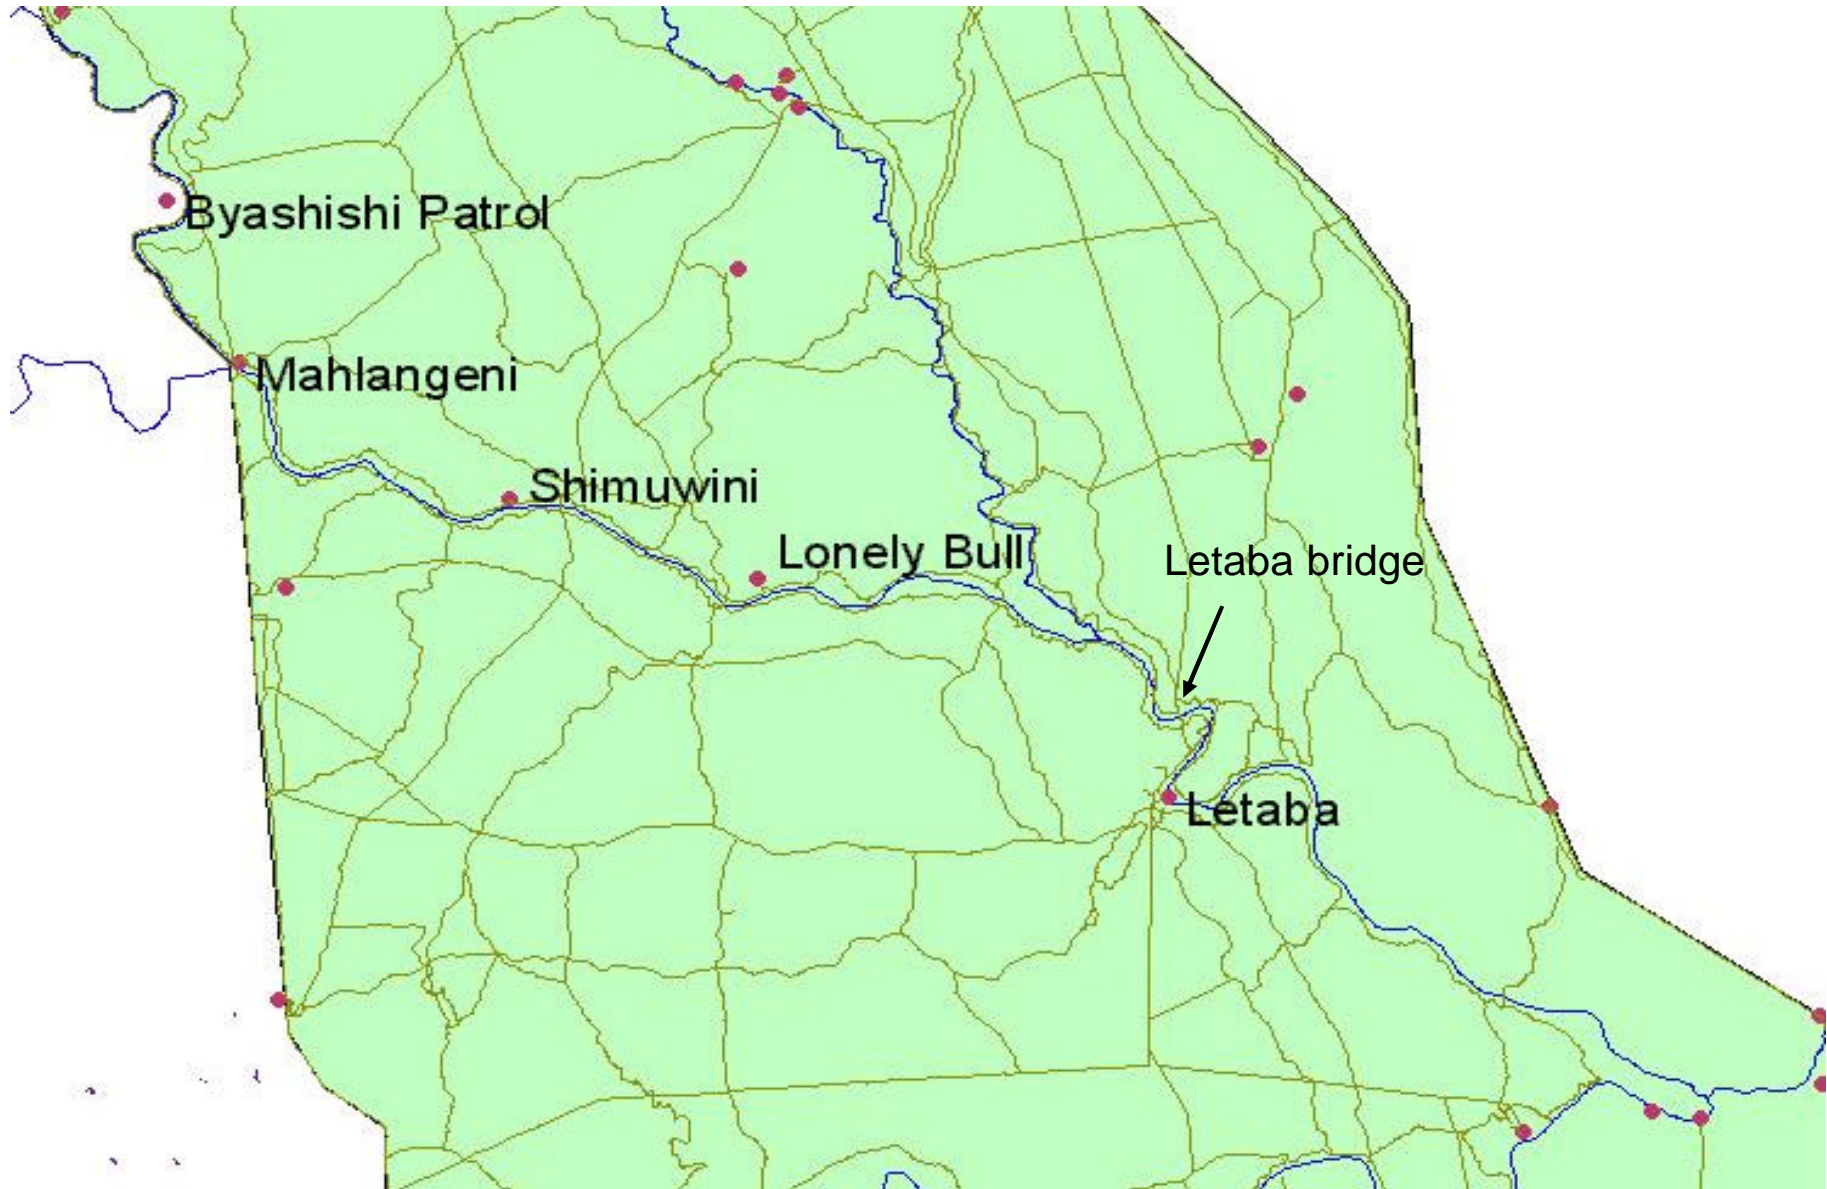 Byashishi Patrol
Mahlangeni
Shimuwini
Lonely Bull
Letaba bridge
Letaba